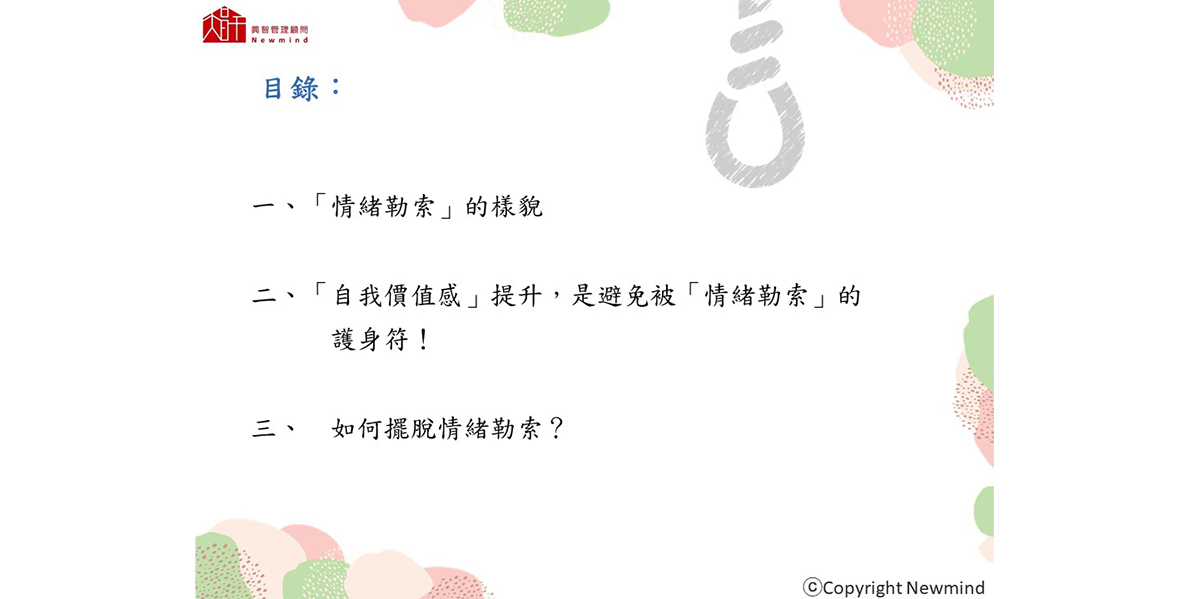 興智管理顧問
Newmind
目錄：
一、「情緒勒索」的樣貌
二、「自我價值感」提升，是避免被「情緒勒索」的
護身符！
三、 如何擺脫情緒勒索？
©Copyright Newmind